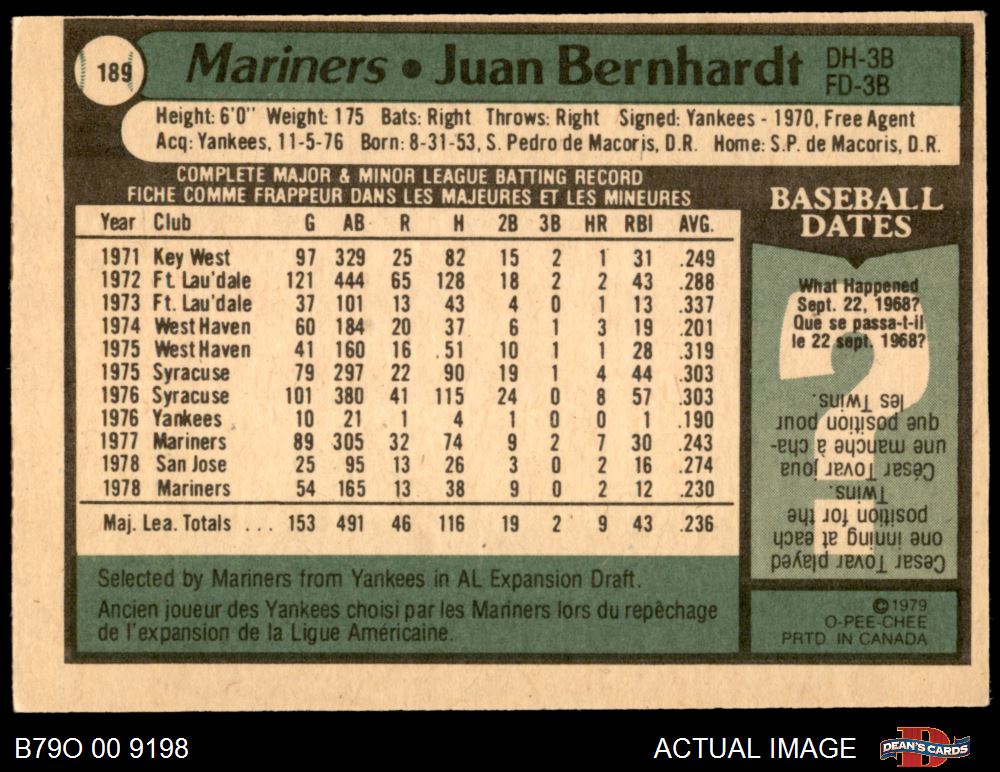 189
Mariners • Juan Bernhardt DH-3B
FD-3B
Height: 6'0" Weight: 175 Bats: Right Throws: Right Signed: Yankees - 1970, Free Agent
Acq: Yankees, 11-5-76 Born: 8-31-53, S. Pedro de Macoris, D.R. Home: S.P. de Macoris, D.R.
COMPLETE MAJOR & MINOR LEAGUE BATTING RECORD
FICHE COMME FRAPPEUR DANS LES MAJEURES ET LES MINEURES
Year Club G AB R H 2B 3B HR RBI AVG.
1971 Key West 97 329 25 82 15 2 1 31 .249
1972 Ft. Lau'dale 121 444 65 128 18 2 2 43 .288
1973 Ft. Lau'dale 37 101 13 43 4 0 1 13 .337
1974 West Haven 60 184 20 37 6 1 3 19 .201
1975 West Haven 41 160 16 .51 10 1 1 28 .319
1975 Syracuse 79 297 22 90 19 1 4 44 .303
1976 Syracuse 101 380 41 115 24 0 8 57 .303
1976 Yankees 10 21 1 4 1 0 0 1 .190
1977 Mariners 89 305 32 74 9 2 7 30 .243
1978 San Jose 25 95 13 26 3 0 2 16 .274
1978 Mariners 54 165 13 38 9 0 2 12 .230
Maj. Lea. Totals ... 153 491 46 116 19 2 9 43 .236
Selected by Mariners from Yankees in AL Expansion Draft.
Ancien joueur des Yankees choisi par les Mariners lors du repêchage
de l'expansion de la Ligue Américaine.
BASEBALL
DATES
What Happened
Sept. 22, 1968?
Que se passa-t-il
le 22 sept. 1968?
?
Cesar Tovar played
one inning at each
position for the
Twins.
César Tovar joua
une manche à cha-
que position pour
les Twins.
©1979
O-PEE-CHEE
PRTD IN CANADA
B79O 00 9198
ACTUAL IMAGE
DEAN'S CARDS